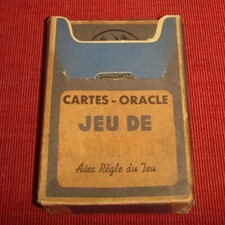 CARTES - ORACLE
JEU DE
Avec Règle du Jeu